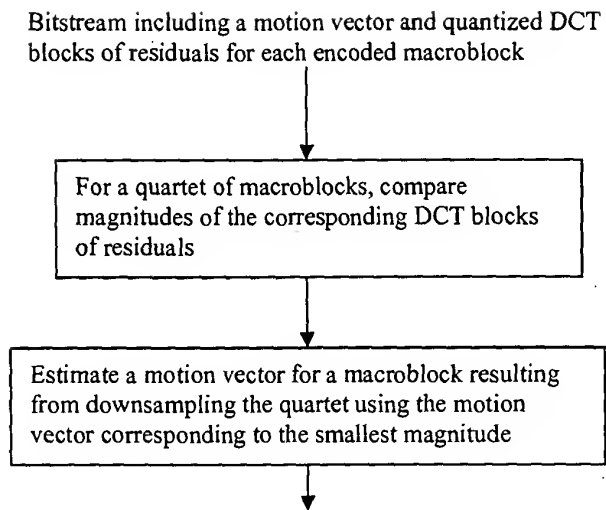 Bitstream including a motion vector and quantized DCT
blocks of residuals for each encoded macroblock
For a quartet of macroblocks, compare
magnitudes of the corresponding DCT blocks
of residuals
Estimate a motion vector for a macroblock resulting
from downsampling the quartet using the motion
vector corresponding to the smallest magnitude